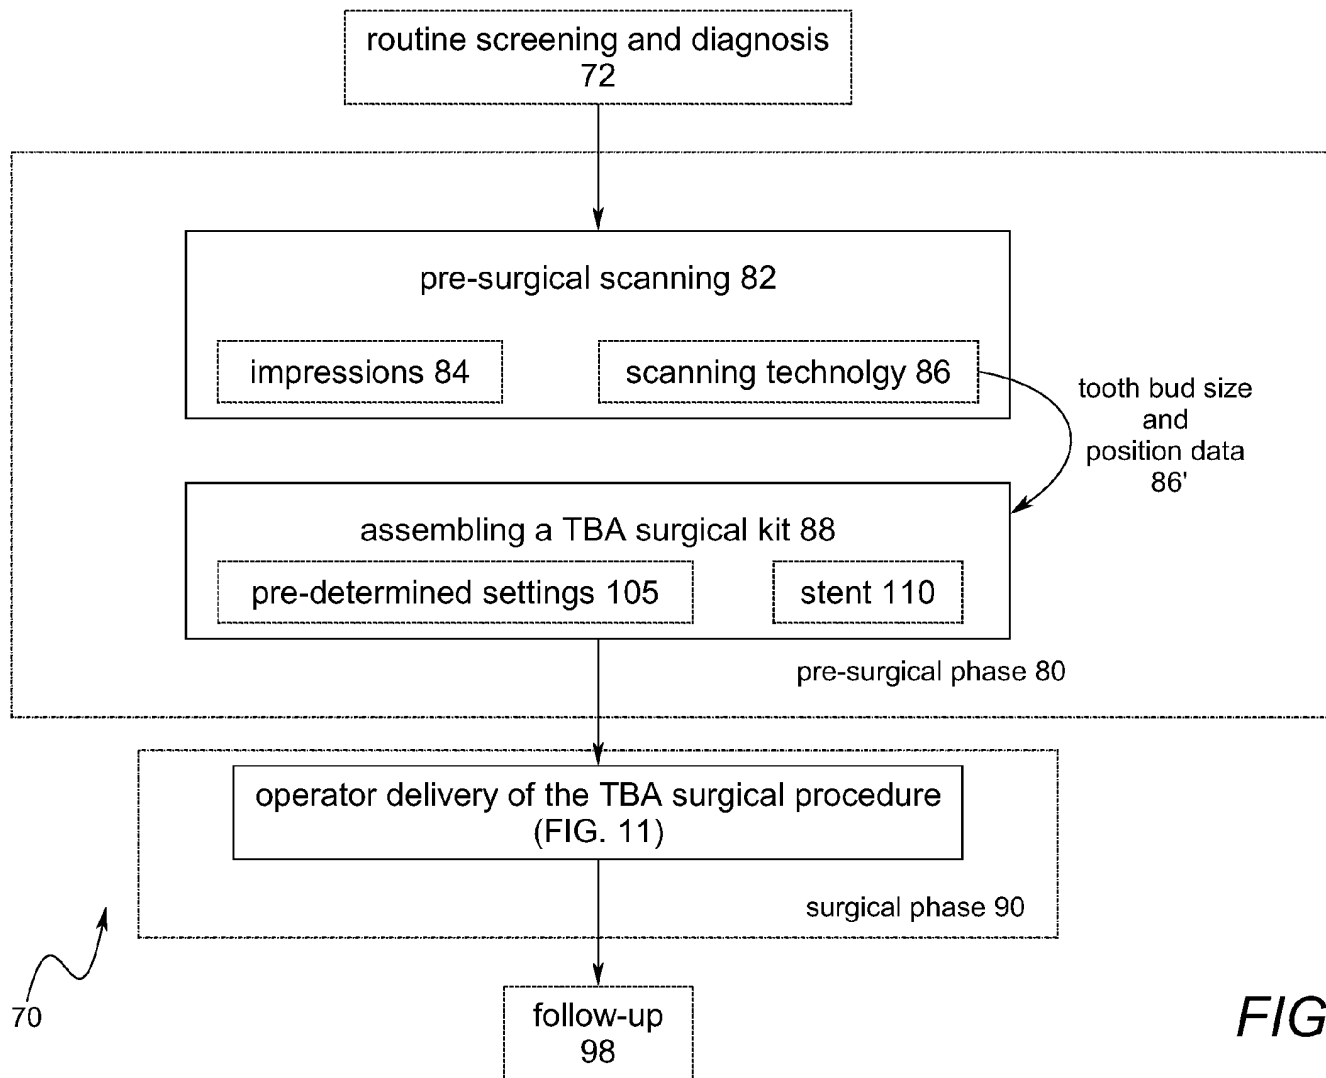 routine screening and diagnosis
72
pre-surgical scanning 82
impressions 84
scanning technolgy 86
tooth bud size
and
position data
86'
assembling a TBA surgical kit 88
pre-determined settings 105
stent 110
pre-surgical phase 80
operator delivery of the TBA surgical procedure
(FIG. 11)
surgical phase 90
70
follow-up
98
FIG